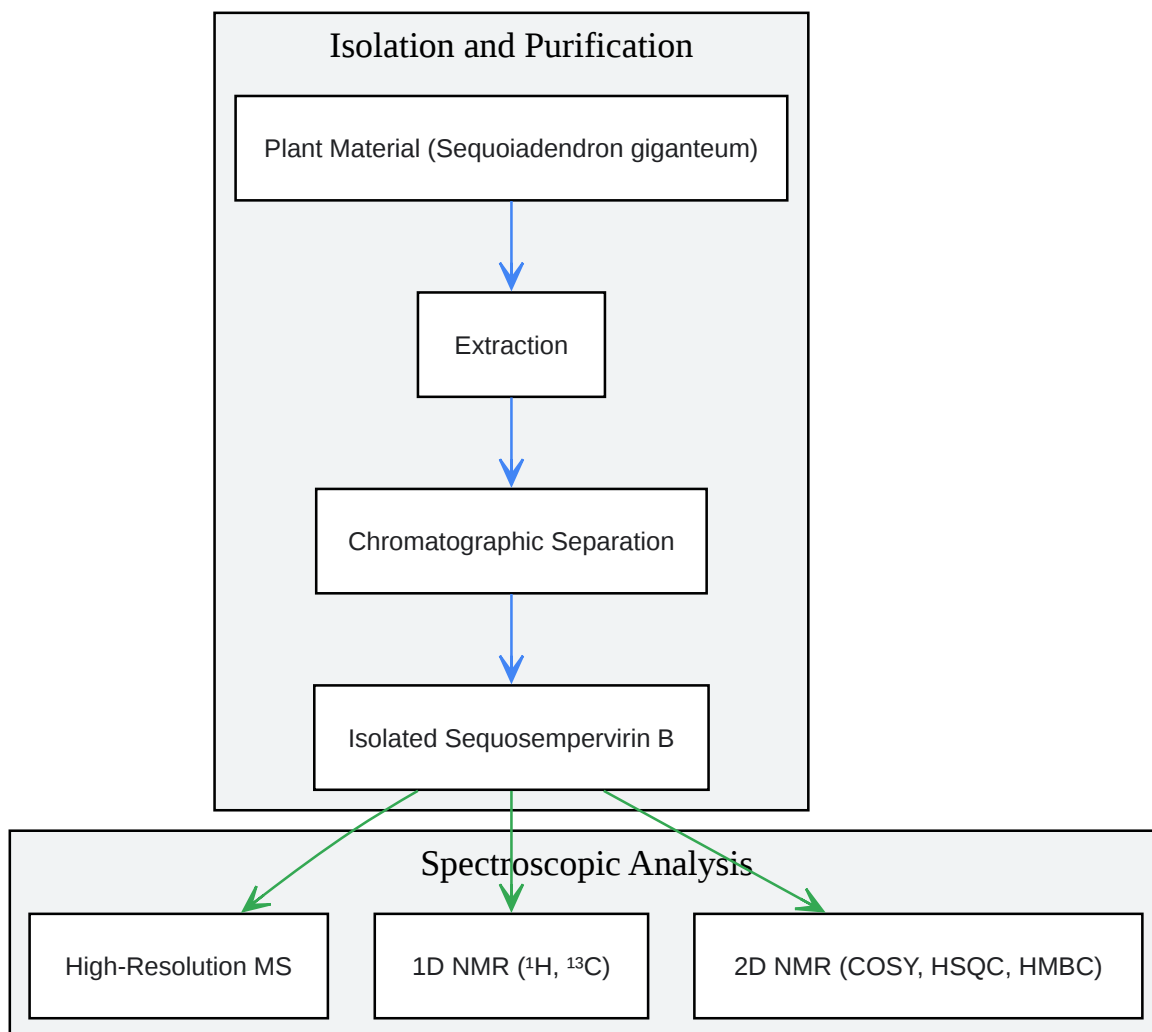 Isolation and Purification
Plant Material (Sequoiadendron giganteum)
Extraction
Chromatographic Separation
Isolated Sequosempervirin B
Spectroscopic Analysis
High-Resolution MS
1D NMR (¹H, ¹³C)
2D NMR (COSY, HSQC, HMBC)